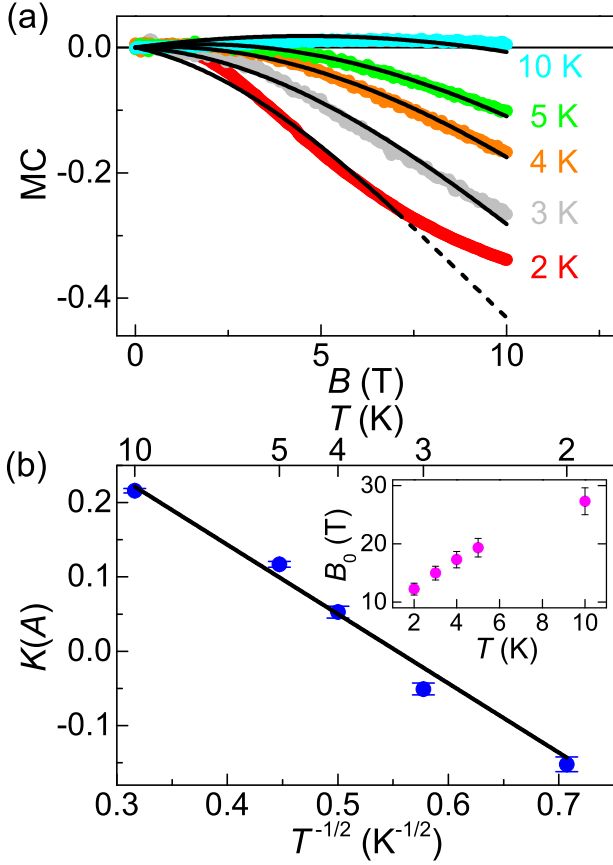 (a)
0.0
-0.2
-0.4
MC
10 K
5 K
4 K
3 K
2 K
0 5 10
B (T)
T (K)
10 5 4 3 2
(b)
0.2
0.1
0.0
-0.1
K(A)
30
20
10
B0 (T)
2 4 6 8 10
T (K)
0.3 0.4 0.5 0.6 0.7
T-1/2 (K-1/2)